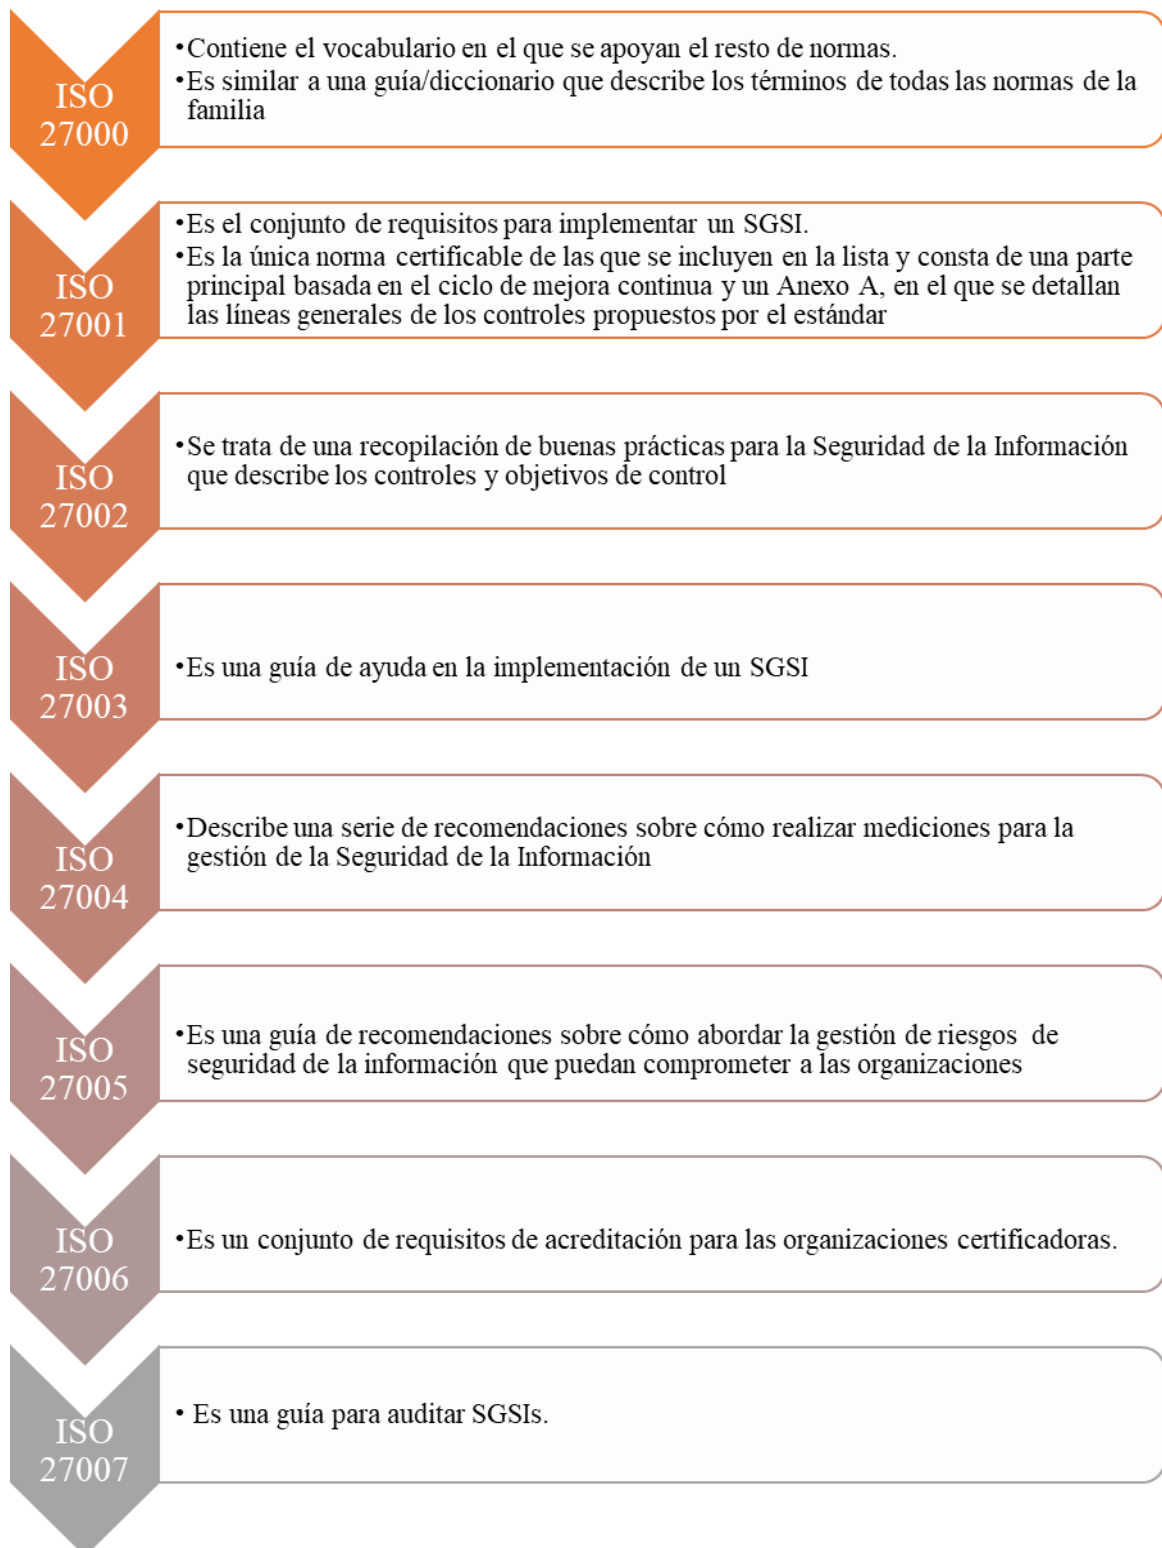 ISO
27000
•Contiene el vocabulario en el que se apoyan el resto de normas.
•Es similar a una guía/diccionario que describe los términos de todas las normas de la
familia
ISO
27001
•Es el conjunto de requisitos para implementar un SGSI.
•Es la única norma certificable de las que se incluyen en la lista y consta de una parte
principal basada en el ciclo de mejora continua y un Anexo A, en el que se detallan
las líneas generales de los controles propuestos por el estándar
ISO
27002
•Se trata de una recopilación de buenas prácticas para la Seguridad de la Información
que describe los controles y objetivos de control
ISO
27003
•Es una guía de ayuda en la implementación de un SGSI
ISO
27004
•Describe una serie de recomendaciones sobre cómo realizar mediciones para la
gestión de la Seguridad de la Información
ISO
27005
•Es una guía de recomendaciones sobre cómo abordar la gestión de riesgos de
seguridad de la información que puedan comprometer a las organizaciones
ISO
27006
•Es un conjunto de requisitos de acreditación para las organizaciones certificadoras.
ISO
27007
• Es una guía para auditar SGSIs.